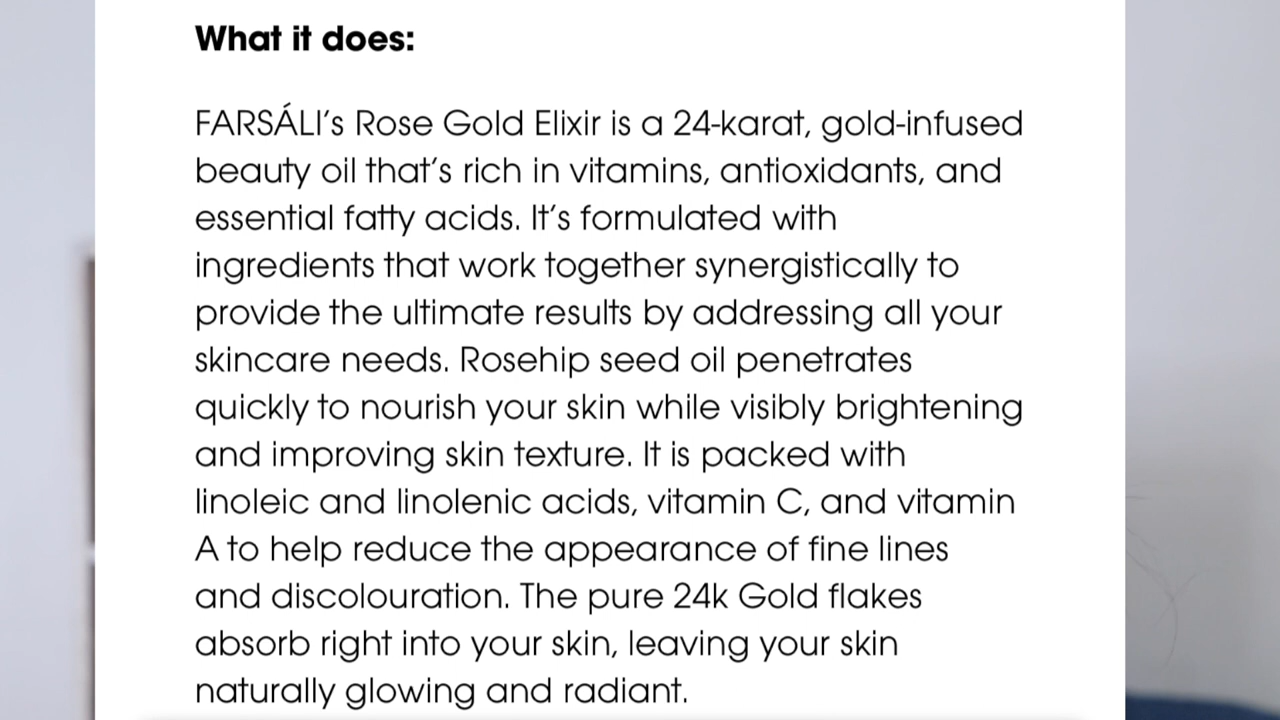 What it does:
FARSÁLI’s Rose Gold Elixir is a 24-karat, gold-infused
beauty oil that’s rich in vitamins, antioxidants, and
essential fatty acids. It’s formulated with
ingredients that work together synergistically to
provide the ultimate results by addressing all your
skincare needs. Rosehip seed oil penetrates
quickly to nourish your skin while visibly brightening
and improving skin texture. It is packed with
linoleic and linolenic acids, vitamin C, and vitamin
A to help reduce the appearance of fine lines
and discolouration. The pure 24k Gold flakes
absorb right into your skin, leaving your skin
naturally glowing and radiant.